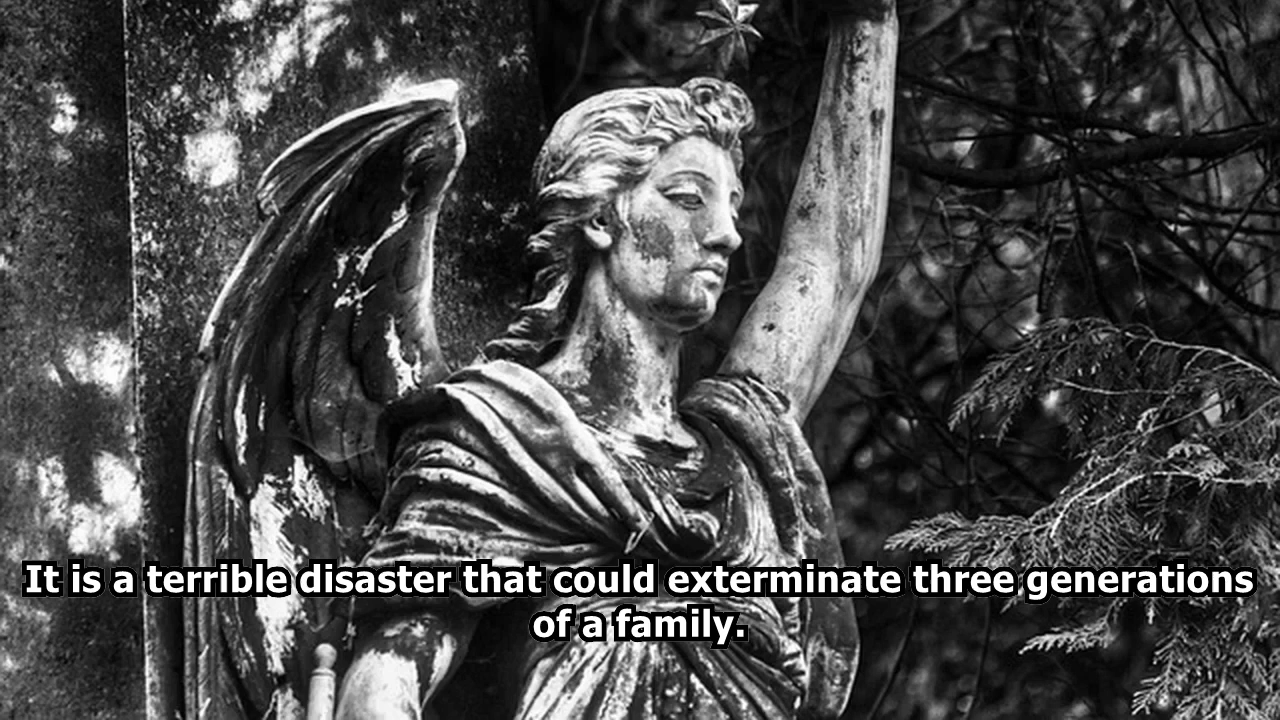 It is a terrible disaster that could exterminate three generations
of a family.